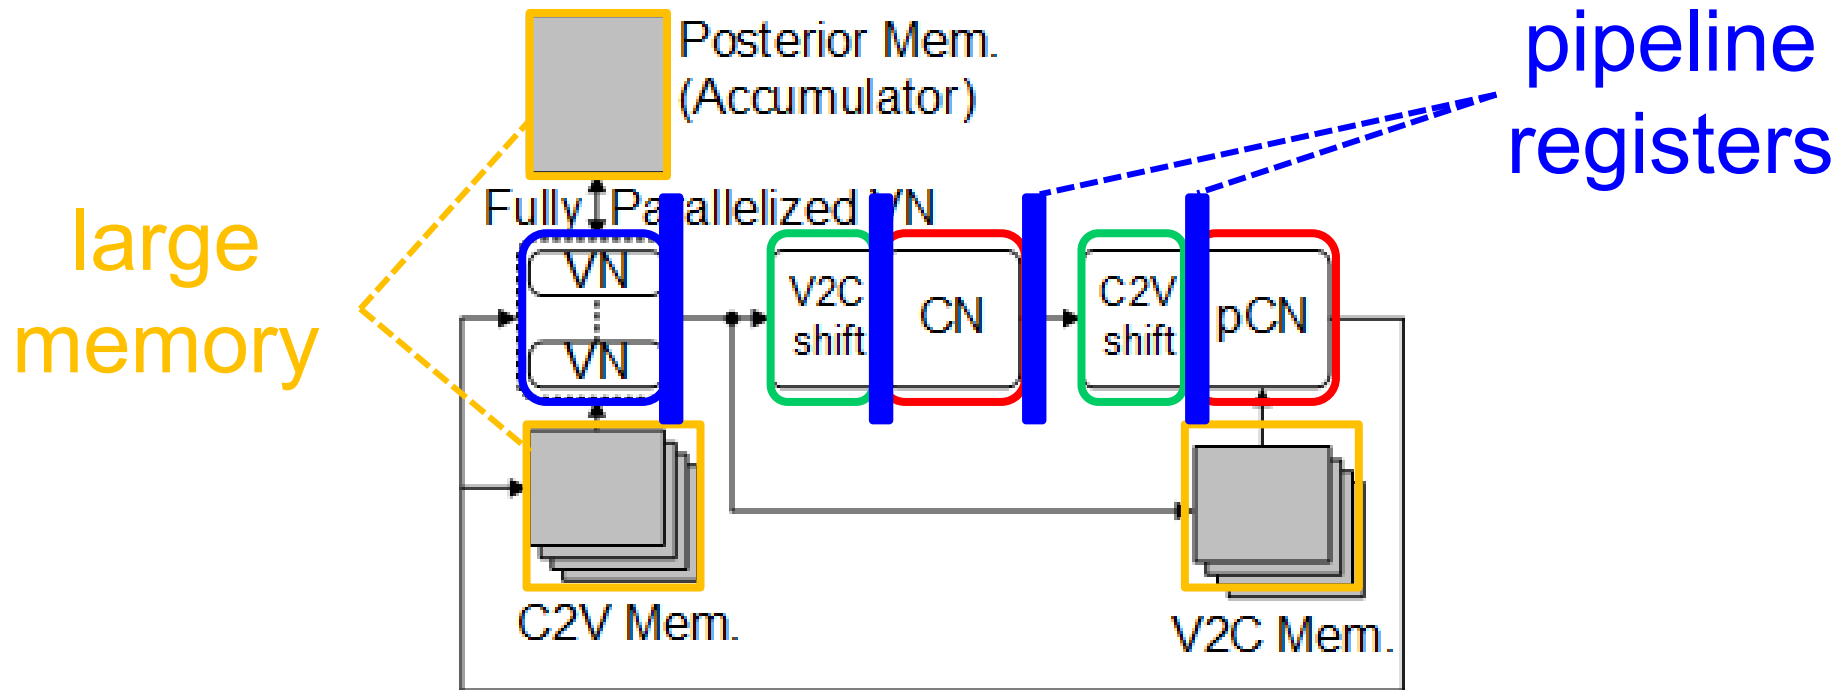 Posterior Mem.
(Accumulator)
pipeline
registers
large
memory
Fully Parallelized VN
VN
VN
V2C
shift
CN
C2V
shift
pCN
C2V Mem.
V2C Mem.